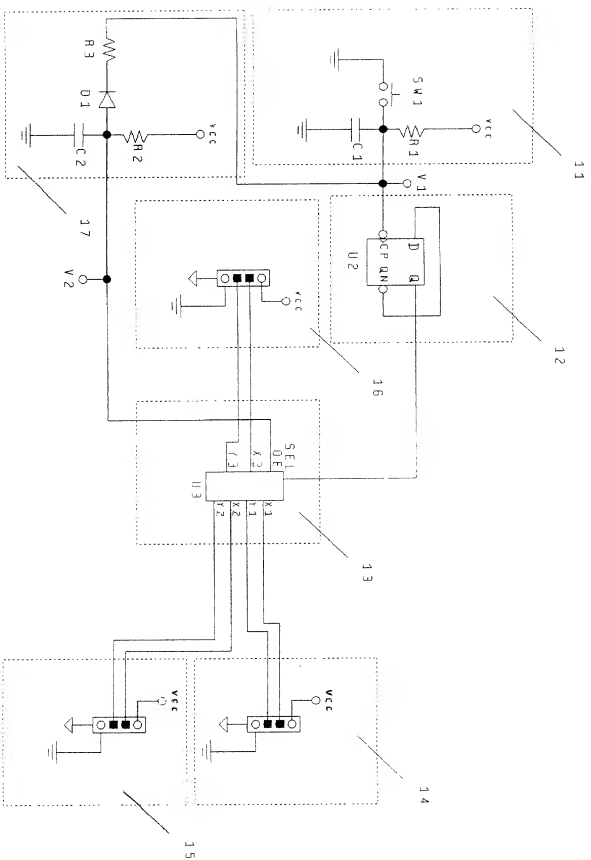 11
VCC
SW1
R1
C1
V1
12
D
Q
CP
QN
U2
17
R3
D1
VCC
R2
C2
V2
16
VCC
13
SEL
OE
X3
Y3
U3
X1
Y1
X2
Y2
14
VCC
15
VCC